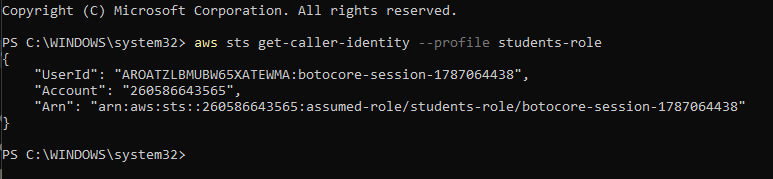 Copyright (C) Microsoft Corporation. All rights reserved.
PS C:\WINDOWS\system32> aws sts get-caller-identity --profile students-role
{
    "UserId": "AROATZLBMUBW65XATEWMA:botocore-session-1787064438",
    "Account": "260586643565",
    "Arn": "arn:aws:sts::260586643565:assumed-role/students-role/botocore-session-1787064438"
}
PS C:\WINDOWS\system32>